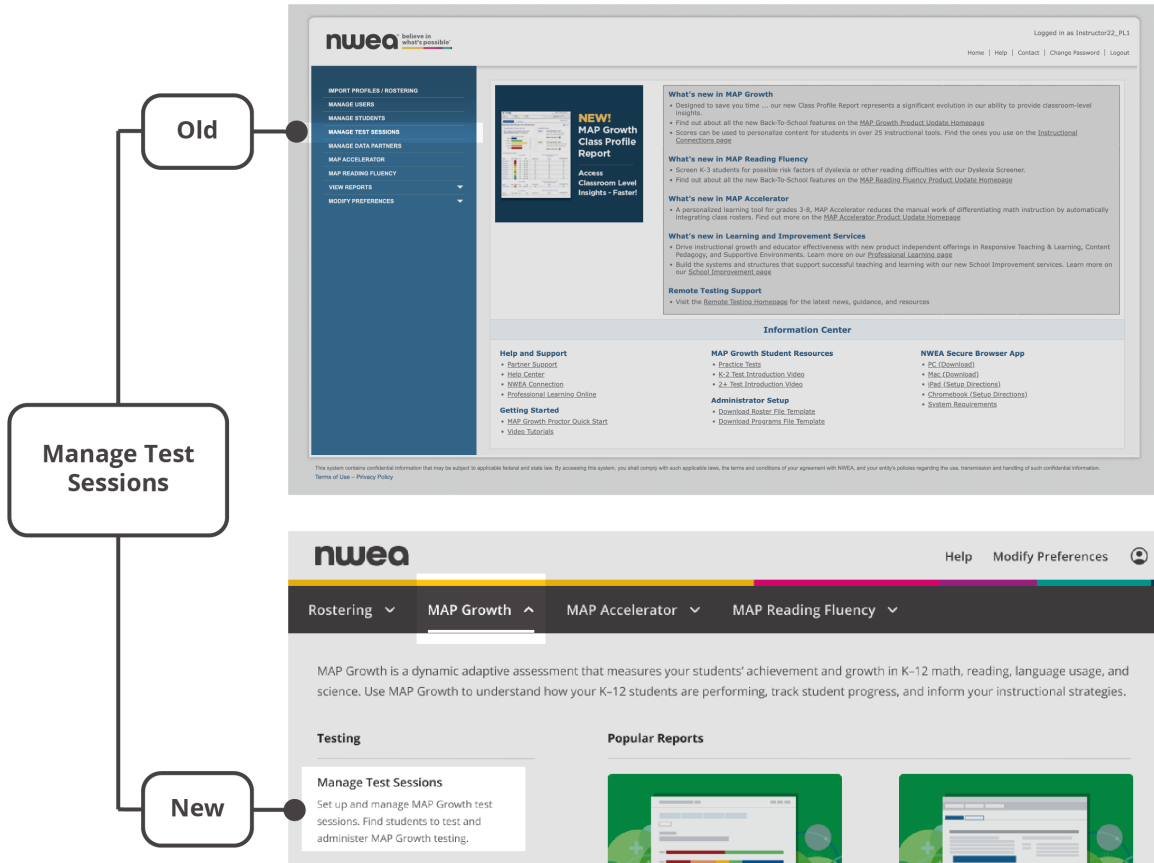 Old
Manage Test
Sessions
New
nwea believe in
what's possible
Logged in as Instructor22_PL1
Home | Help | Contact | Change Password | Logout
IMPORT PROFILES / ROSTERING
MANAGE USERS
MANAGE STUDENTS
MANAGE TEST SESSIONS
MANAGE DATA PARTNERS
MAP ACCELERATOR
MAP READING FLUENCY
VIEW REPORTS
MODIFY PREFERENCES
NEW!
MAP Growth
Class Profile
Report
Access
Classroom Level
Insights - Faster!
What's new in MAP Growth
• Designed to save you time ... our new Class Profile Report represents a significant evolution in our ability to provide classroom-level
insights.
• Find out about all the new Back-To-School features on the MAP Growth Product Update Homepage
• Scores can be used to personalize content for students in over 25 instructional tools. Find the ones you use on the Instructional
Connections page
What's new in MAP Reading Fluency
• Screen K-3 students for possible risk factors of dyslexia or other reading difficulties with our Dyslexia Screener.
• Find out about all the new Back-To-School features on the MAP Reading Fluency Product Update Homepage
What's new in MAP Accelerator
• A personalized learning tool for grades 3-8, MAP Accelerator reduces the manual work of differentiating math instruction by automatically
integrating class rosters. Find out more on the MAP Accelerator Product Update Homepage
What's new in Learning and Improvement Services
• Drive instructional growth and educator effectiveness with new product independent offerings in Responsive Teaching & Learning, Content
Pedagogy, and Supportive Environments. Learn more on our Professional Learning page
• Build the systems and structures that support successful teaching and learning with our new School Improvement services. Learn more on
our School Improvement page
Remote Testing Support
• Visit the Remote Testing Homepage for the latest news, guidance, and resources
Information Center
Help and Support
• Partner Support
• Help Center
• NWEA Connection
• Professional Learning Online
Getting Started
• MAP Growth Proctor Quick Start
• Video Tutorials
MAP Growth Student Resources
• Practice Tests
• K-2 Test Introduction Video
• 2+ Test Introduction Video
Administrator Setup
• Download Roster File Template
• Download Programs File Template
NWEA Secure Browser App
• PC (Download)
• Mac (Download)
• iPad (Setup Directions)
• Chromebook (Setup Directions)
• System Requirements
This system contains confidential information that may be subject to applicable federal and state law. By accessing this system, you shall comply with such applicable laws, the terms and conditions of your agreement with NWEA, and your entity's policies regarding the use, transmission and handling of such confidential information.
Terms of Use – Privacy Policy
nwea
Help Modify Preferences
Rostering MAP Growth MAP Accelerator MAP Reading Fluency
MAP Growth is a dynamic adaptive assessment that measures your students' achievement and growth in K–12 math, reading, language usage, and
science. Use MAP Growth to understand how your K–12 students are performing, track student progress, and inform your instructional strategies.
Testing
Popular Reports
Manage Test Sessions
Set up and manage MAP Growth test
sessions. Find students to test and
administer MAP Growth testing.